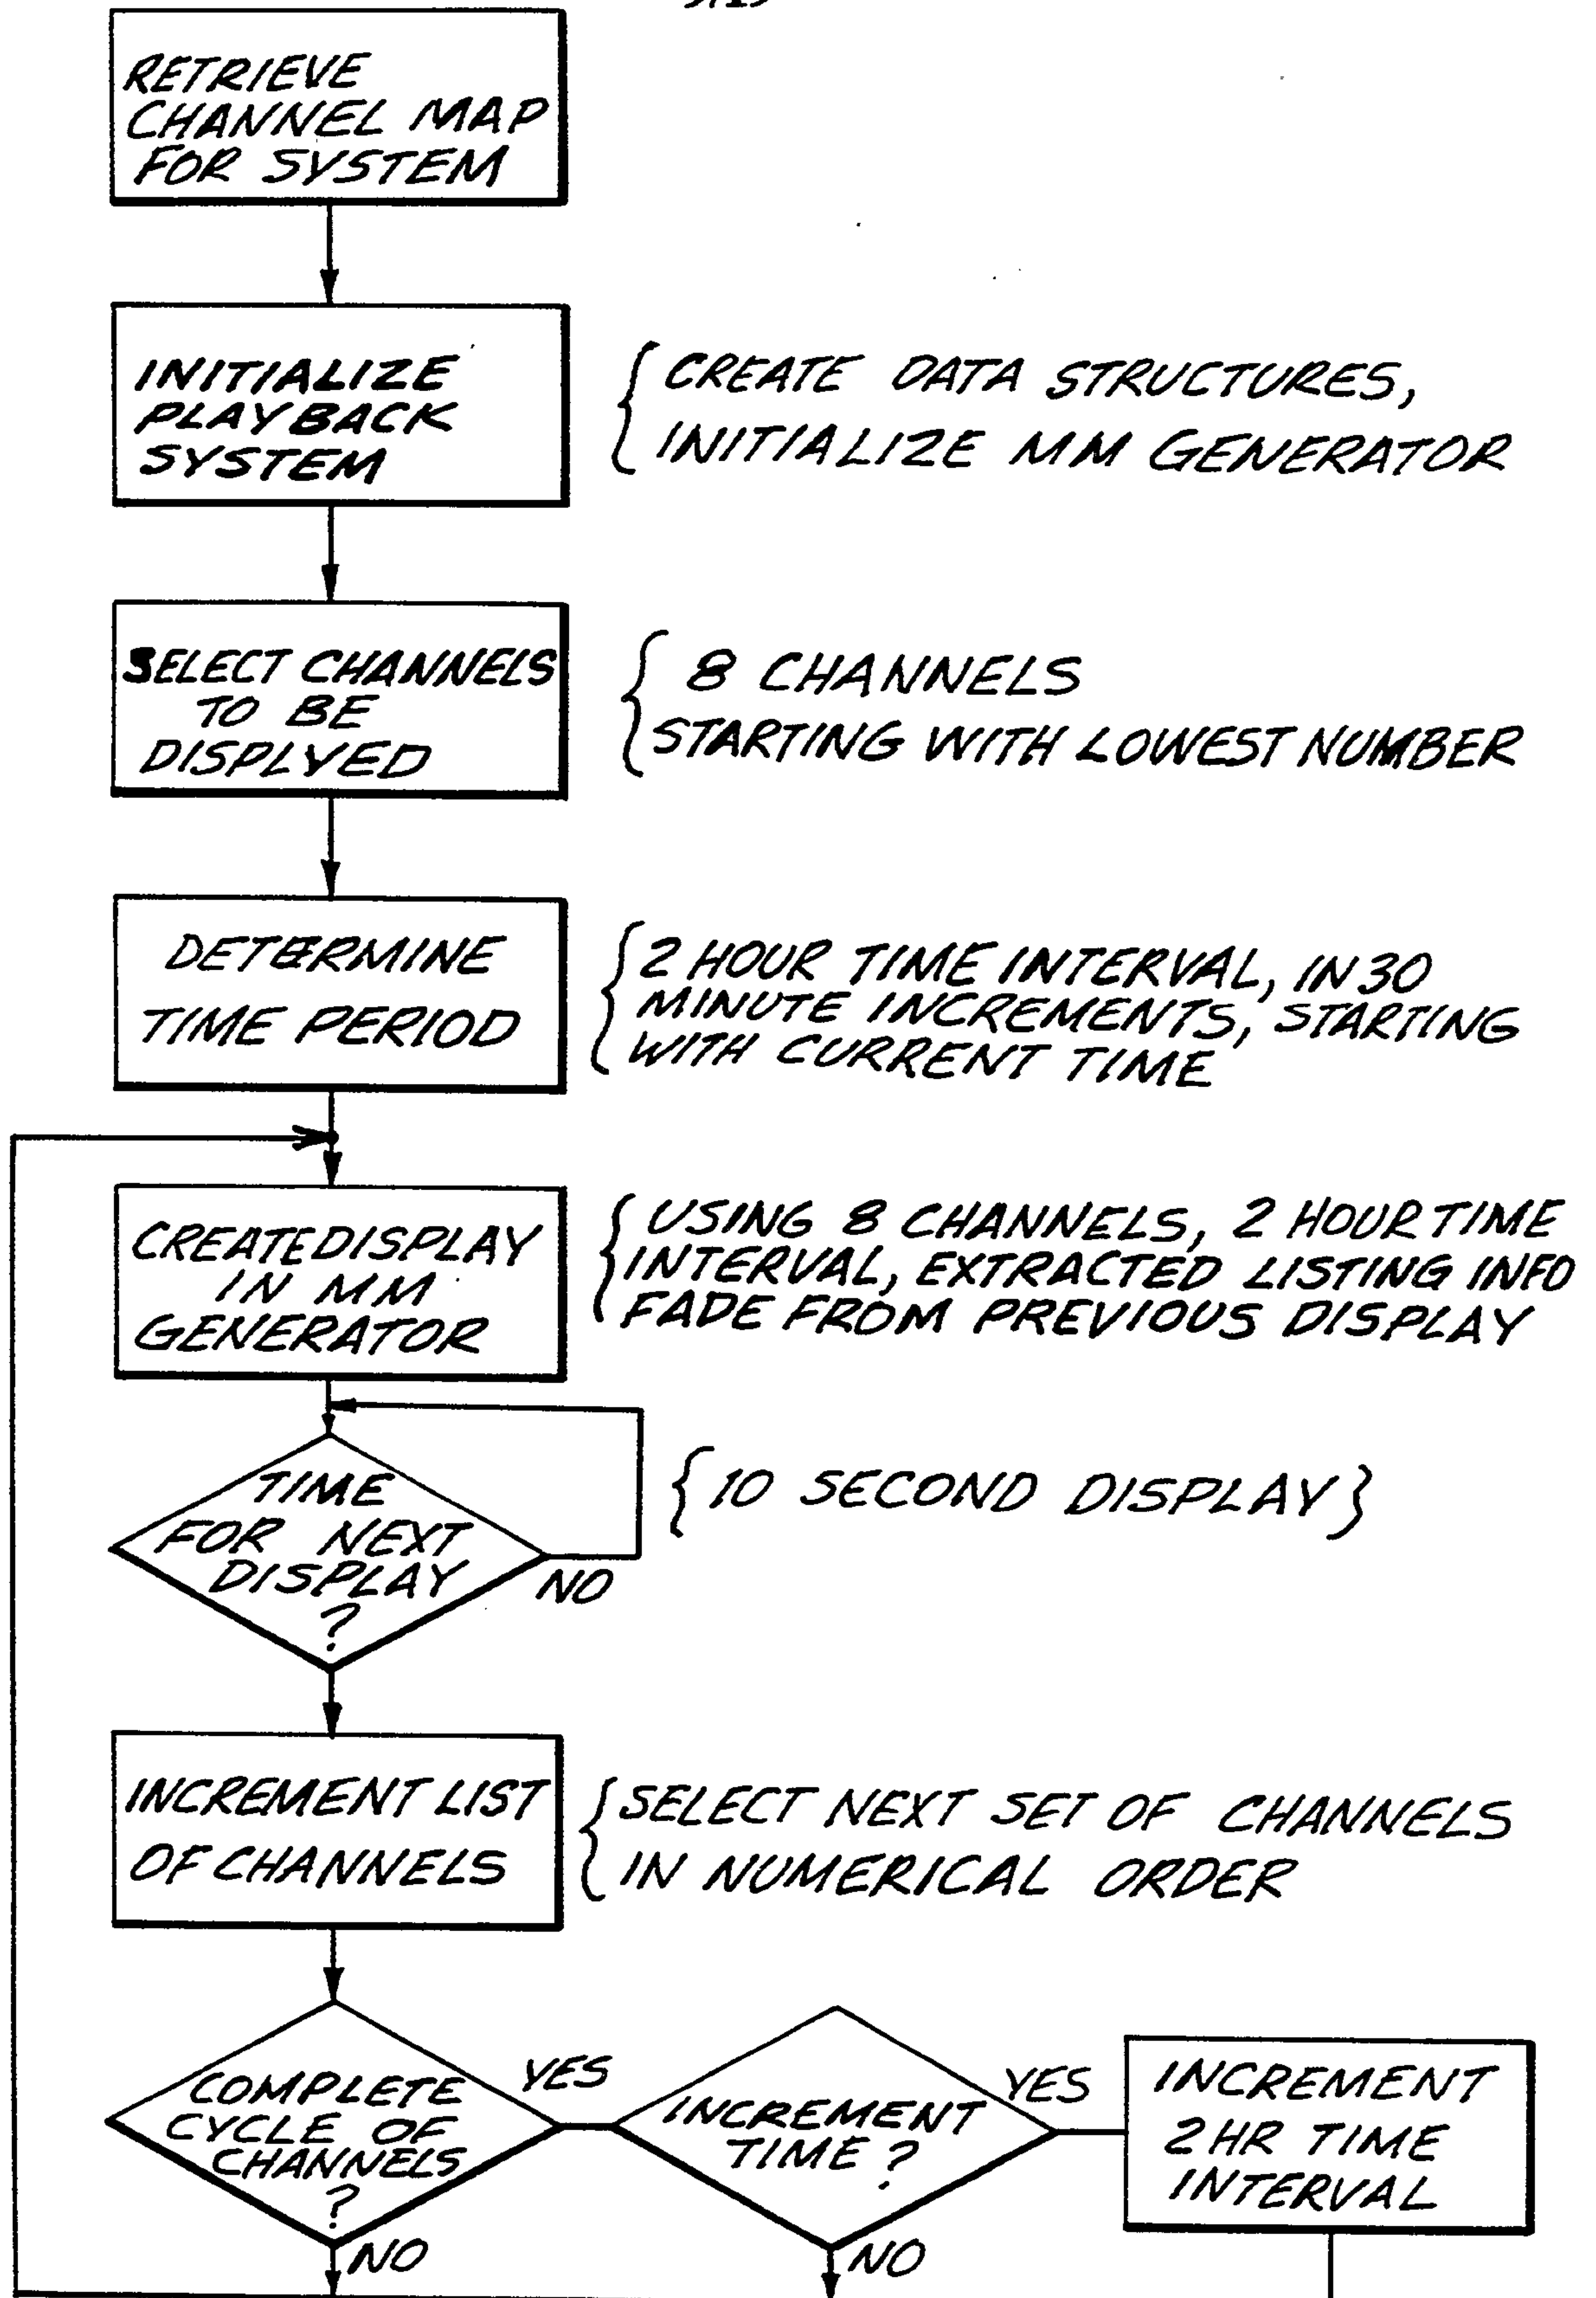 RETRIEVE
CHANNEL MAP
FOR SYSTEM
INITIALIZE
PLAYBACK
SYSTEM
{ CREATE DATA STRUCTURES,
INITIALIZE MM GENERATOR
SELECT CHANNELS
TO BE
DISPLYED
{ 8 CHANNELS
STARTING WITH LOWEST NUMBER
DETERMINE
TIME PERIOD
{ 2 HOUR TIME INTERVAL, IN 30
MINUTE INCREMENTS, STARTING
WITH CURRENT TIME
CREATE DISPLAY
IN MM
GENERATOR
{ USING 8 CHANNELS, 2 HOUR TIME
INTERVAL, EXTRACTED LISTING INFO
FADE FROM PREVIOUS DISPLAY
TIME
FOR NEXT
DISPLAY
?
NO
{ 10 SECOND DISPLAY }
INCREMENT LIST
OF CHANNELS
{ SELECT NEXT SET OF CHANNELS
IN NUMERICAL ORDER
COMPLETE
CYCLE OF
CHANNELS
?
YES
NO
INCREMENT
TIME ?
YES
NO
INCREMENT
2 HR TIME
INTERVAL